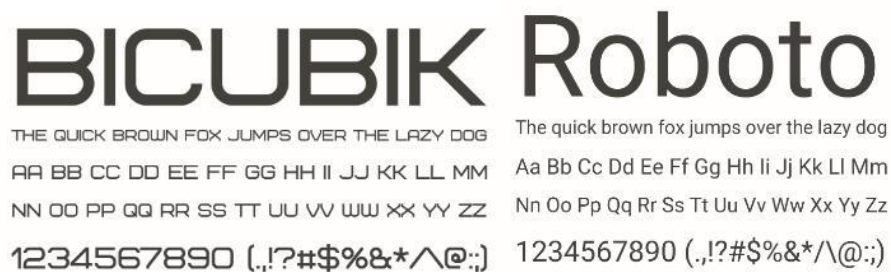 BICUBIK
THE QUICK BROWN FOX JUMPS OVER THE LAZY DOG
AA BB CC DD EE FF GG HH II JJ KK LL MM
NN OO PP QQ RR SS TT UU VV WW XX YY ZZ
1234567890 (.,!?#$%&*/\@:;)
Roboto
The quick brown fox jumps over the lazy dog
Aa Bb Cc Dd Ee Ff Gg Hh Ii Jj Kk Ll Mm
Nn Oo Pp Qq Rr Ss Tt Uu Vv Ww Xx Yy Zz
1234567890 (.,!?#$%&*/\@:;)